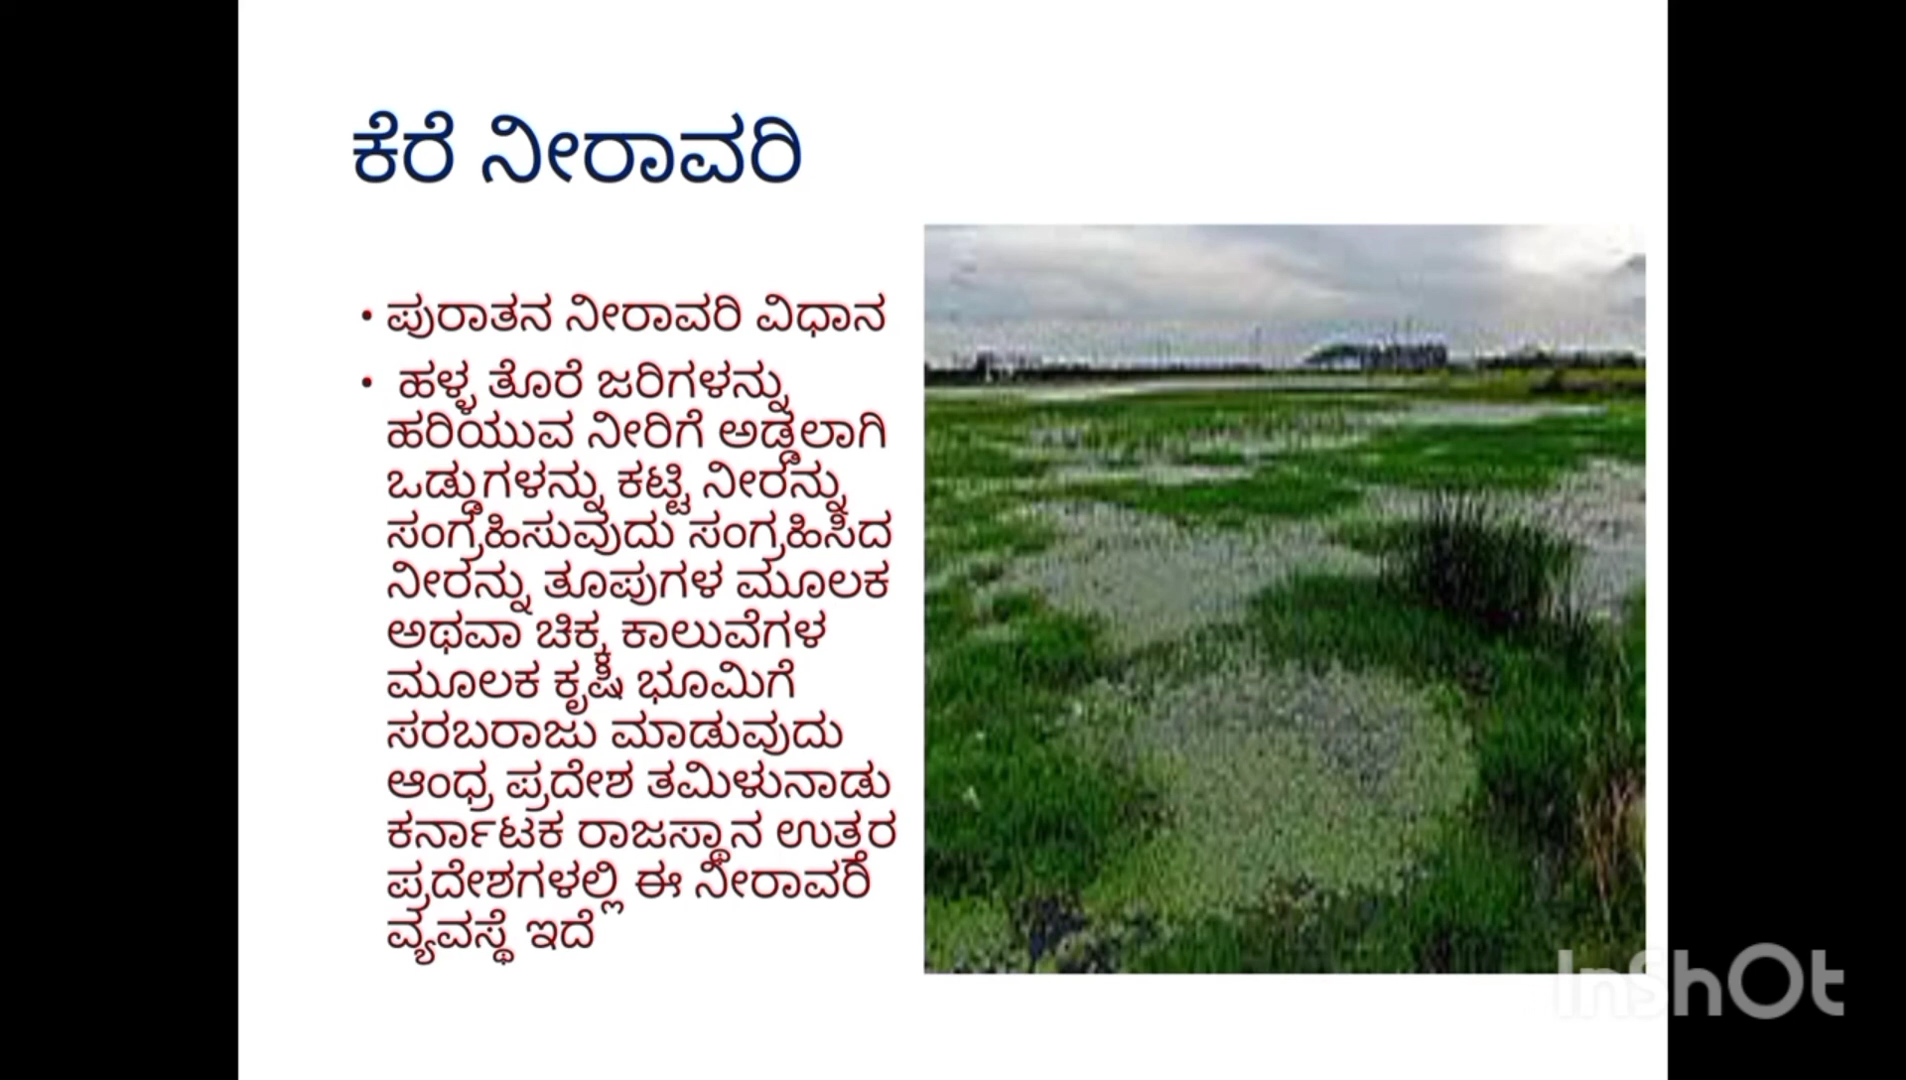 ಕೆರೆ ನೀರಾವರಿ
• ಪುರಾತನ ನೀರಾವರಿ ವಿಧಾನ
• ಹಳ್ಳ ತೊರೆ ಜರಿಗಳನ್ನು
ಹರಿಯುವ ನೀರಿಗೆ ಅಡ್ಡಲಾಗಿ
ಒಡ್ಡುಗಳನ್ನು ಕಟ್ಟಿ ನೀರನ್ನು
ಸಂಗ್ರಹಿಸುವುದು ಸಂಗ್ರಹಿಸಿದ
ನೀರನ್ನು ತೂಪುಗಳ ಮೂಲಕ
ಅಥವಾ ಚಿಕ್ಕ ಕಾಲುವೆಗಳ
ಮೂಲಕ ಕೃಷಿ ಭೂಮಿಗೆ
ಸರಬರಾಜು ಮಾಡುವುದು
ಆಂಧ್ರ ಪ್ರದೇಶ ತಮಿಳುನಾಡು
ಕರ್ನಾಟಕ ರಾಜಸ್ಥಾನ ಉತ್ತರ
ಪ್ರದೇಶಗಳಲ್ಲಿ ಈ ನೀರಾವರಿ
ವ್ಯವಸ್ಥೆ ಇದೆ
InShOt